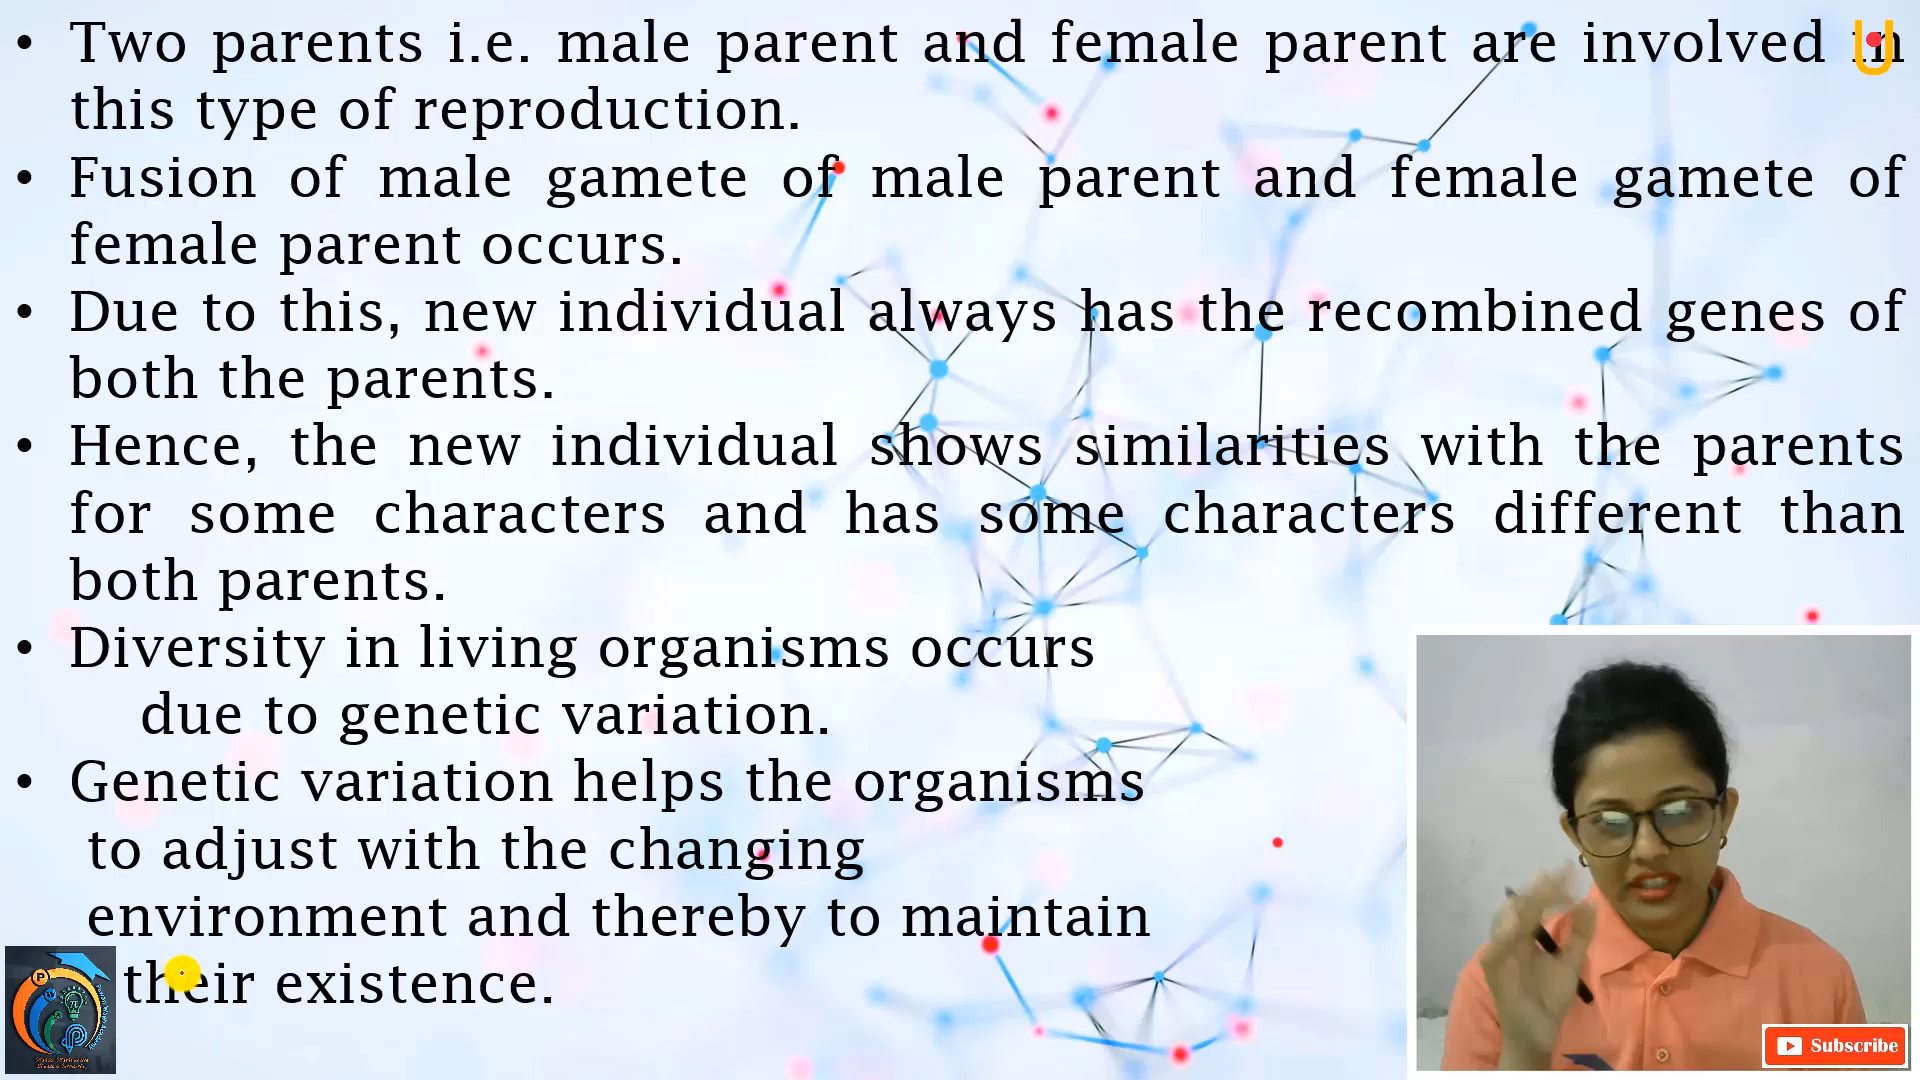 • Two parents i.e. male parent and female parent are involved in
this type of reproduction.
• Fusion of male gamete of male parent and female gamete of
female parent occurs.
• Due to this, new individual always has the recombined genes of
both the parents.
• Hence, the new individual shows similarities with the parents
for some characters and has some characters different than
both parents.
• Diversity in living organisms occurs
due to genetic variation.
• Genetic variation helps the organisms
to adjust with the changing
environment and thereby to maintain
their existence.
Subscribe